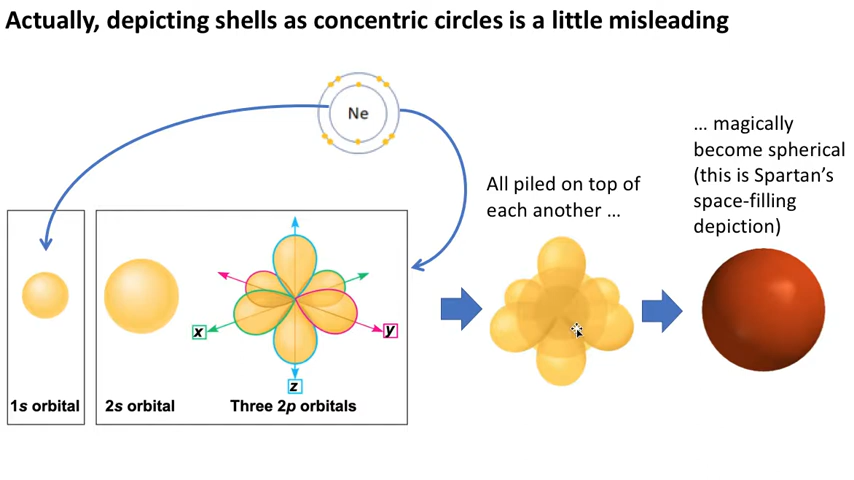 Actually, depicting shells as concentric circles is a little misleading
Ne
… magically
become spherical
(this is Spartan's
space-filling
depiction)
All piled on top of
each another …
x
y
z
1s orbital
2s orbital
Three 2p orbitals